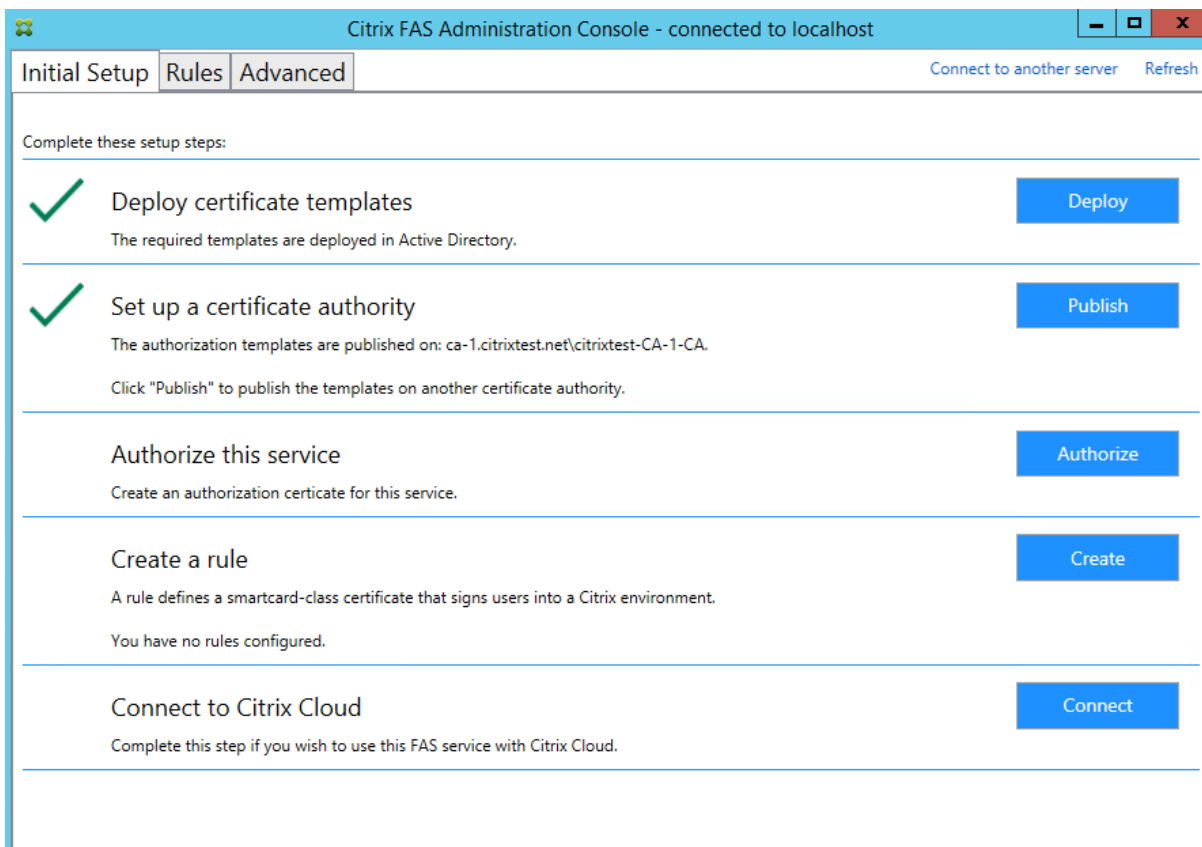 Citrix FAS Administration Console - connected to localhost
Initial Setup Rules Advanced Connect to another server Refresh
Complete these setup steps:
Deploy certificate templates Deploy
The required templates are deployed in Active Directory.
Set up a certificate authority Publish
The authorization templates are published on: ca-1.citrixtest.net\citrixtest-CA-1-CA.
Click "Publish" to publish the templates on another certificate authority.
Authorize this service Authorize
Create an authorization certicate for this service.
Create a rule Create
A rule defines a smartcard-class certificate that signs users into a Citrix environment.
You have no rules configured.
Connect to Citrix Cloud Connect
Complete this step if you wish to use this FAS service with Citrix Cloud.